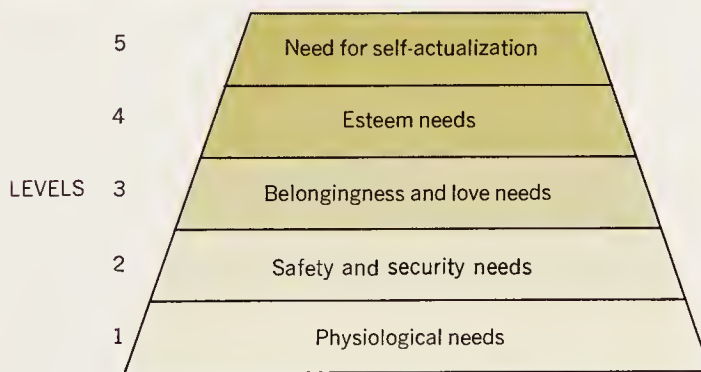 5 Need for self-actualization
4 Esteem needs
LEVELS 3 Belongingness and love needs
2 Safety and security needs
1 Physiological needs